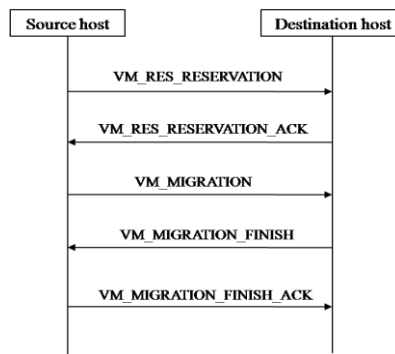 Source host
Destination host
VM_RES_RESERVATION
VM_RES_RESERVATION_ACK
VM_MIGRATION
VM_MIGRATION_FINISH
VM_MIGRATION_FINISH_ACK